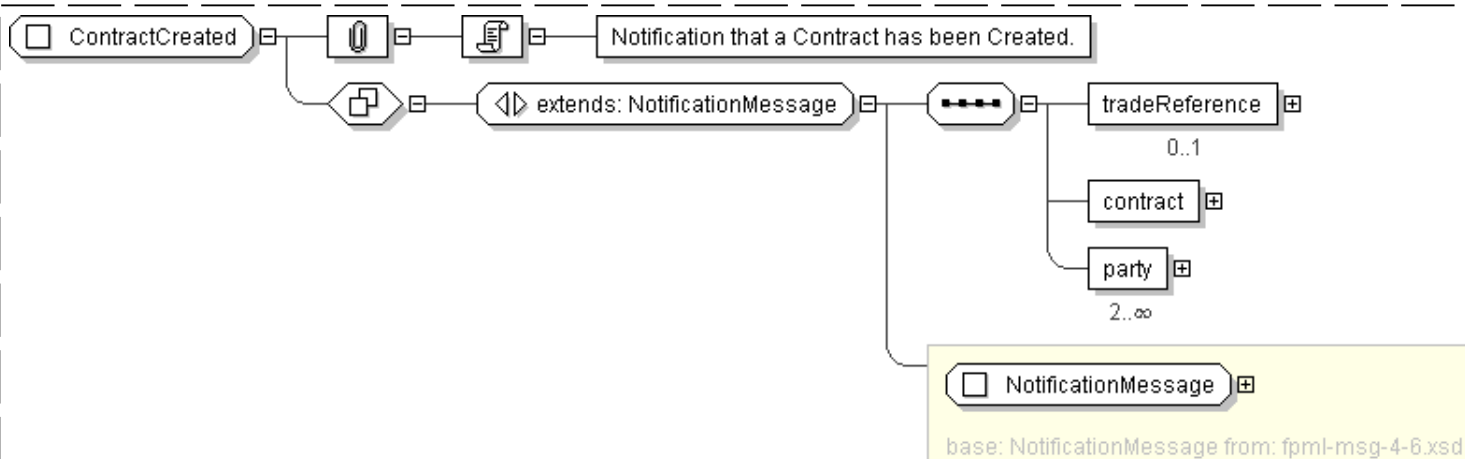 ContractCreated
Notification that a Contract has been Created.
extends: NotificationMessage
tradeReference
0..1
contract
party
2..∞
NotificationMessage
base: NotificationMessage from: fpml-msg-4-6.xsd